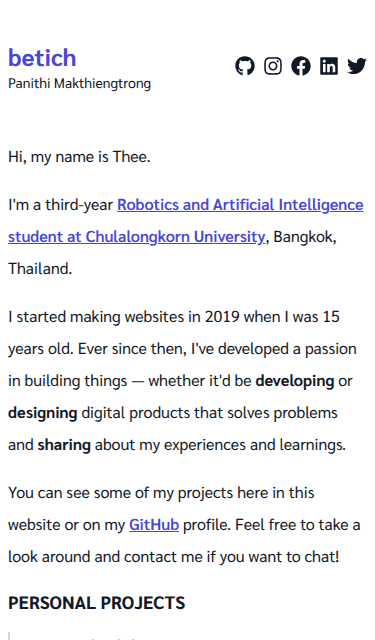 betich
Panithi Makthiengtrong
Hi, my name is Thee.
I'm a third-year Robotics and Artificial Intelligence
student at Chulalongkorn University, Bangkok,
Thailand.
I started making websites in 2019 when I was 15
years old. Ever since then, I've developed a passion
in building things — whether it'd be developing or
designing digital products that solves problems
and sharing about my experiences and learnings.
You can see some of my projects here in this
website or on my GitHub profile. Feel free to take a
look around and contact me if you want to chat!
PERSONAL PROJECTS